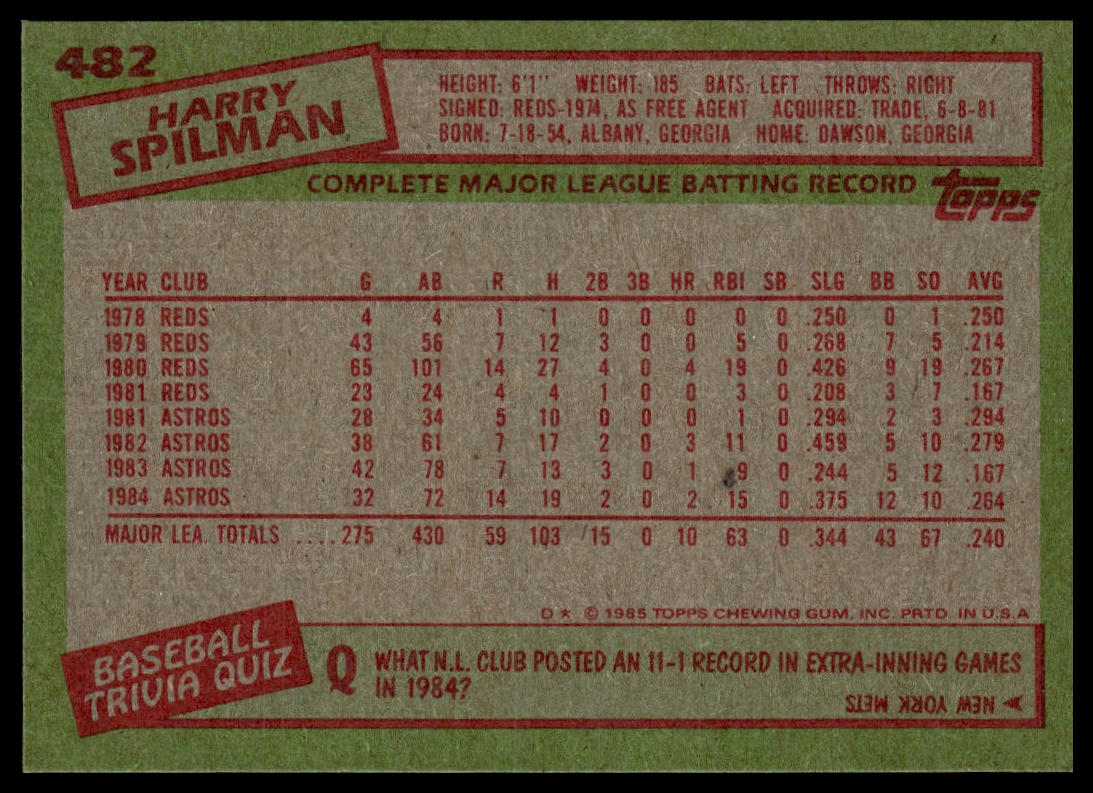 482
HARRY
SPILMAN
HEIGHT: 6'1" WEIGHT: 185 BATS: LEFT THROWS: RIGHT
SIGNED: REDS-1974, AS FREE AGENT ACQUIRED: TRADE, 6-8-81
BORN: 7-18-54, ALBANY, GEORGIA HOME: DAWSON, GEORGIA
COMPLETE MAJOR LEAGUE BATTING RECORD
topps
YEAR CLUB G AB R H 2B 3B HR RBI SB SLG BB SO AVG
1978 REDS 4 4 1 1 0 0 0 0 0 .250 0 1 .250
1979 REDS 43 56 7 12 3 0 0 5 0 .268 7 5 .214
1980 REDS 65 101 14 27 4 0 4 19 0 .426 9 19 .267
1981 REDS 23 24 4 4 1 0 0 3 0 .208 3 7 .167
1981 ASTROS 28 34 5 10 0 0 0 1 0 .294 2 3 .294
1982 ASTROS 38 61 7 17 2 0 3 11 0 .459 5 10 .279
1983 ASTROS 42 78 7 13 3 0 1 9 0 .244 5 12 .167
1984 ASTROS 32 72 14 19 2 0 2 15 0 .375 12 10 .264
MAJOR LEA. TOTALS ....275 430 59 103 15 0 10 63 0 .344 43 67 .240
D★ © 1985 TOPPS CHEWING GUM, INC. PRTD. IN U.S.A
BASEBALL
TRIVIA QUIZ
Q WHAT N.L. CLUB POSTED AN 11-1 RECORD IN EXTRA-INNING GAMES
IN 1984?
NEW YORK METS